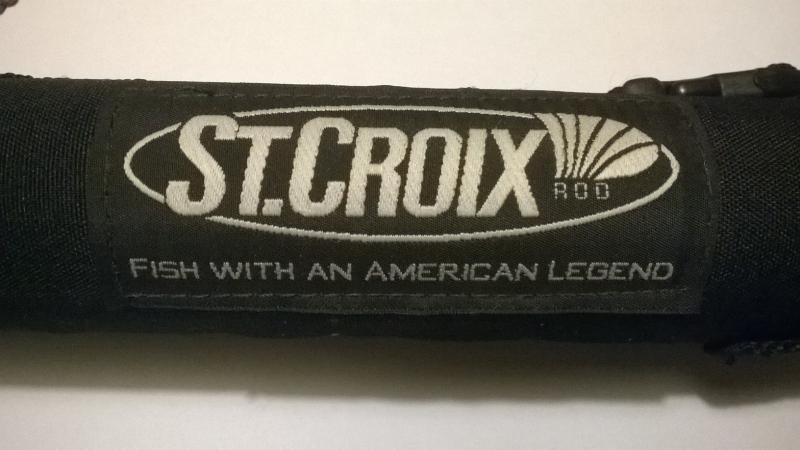 ST.CROIX
ROD
FISH WITH AN AMERICAN LEGEND